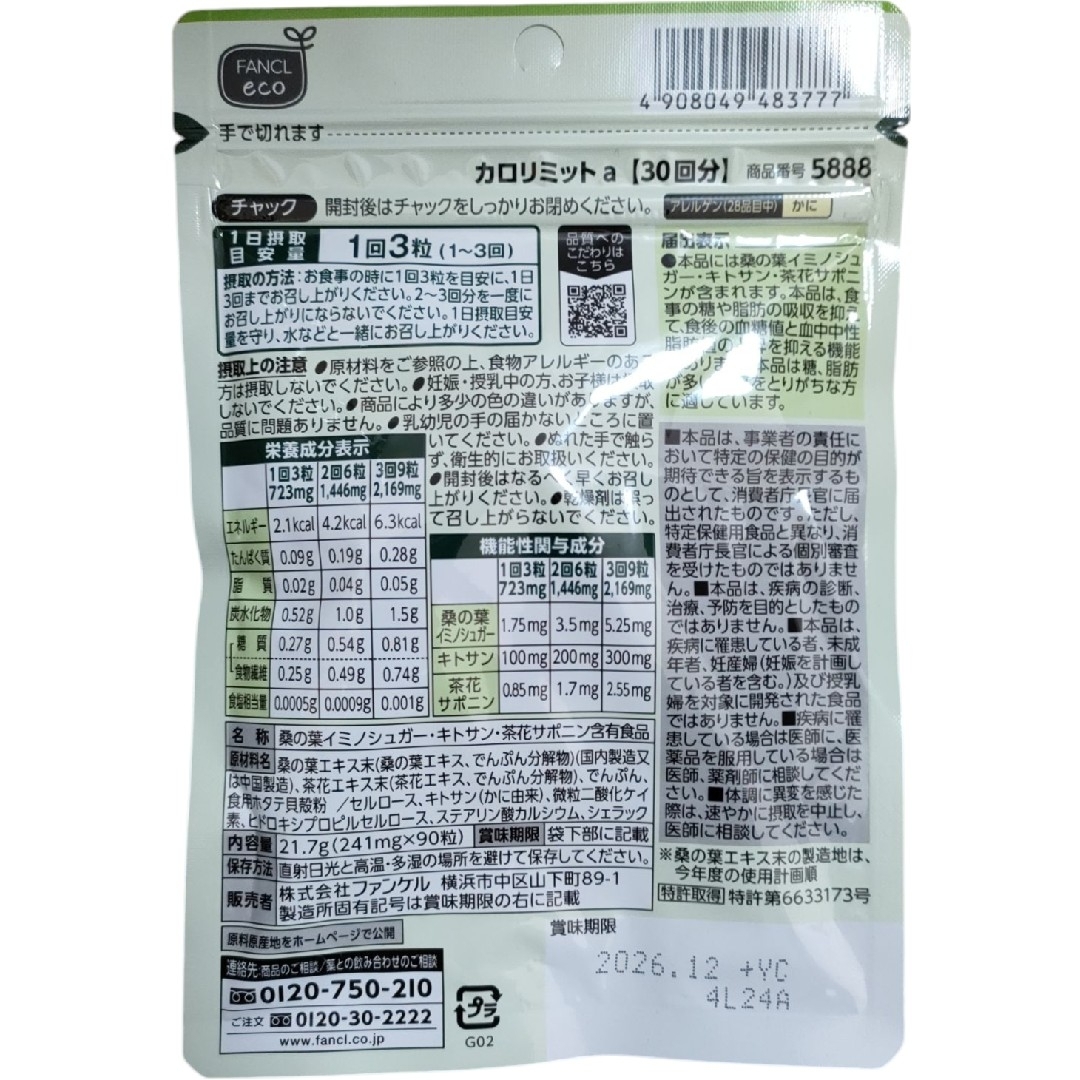 FANCL
eco
4 908049 483777
手で切れます
カロリミット a【30回分】 商品番号 5888
チャック 開封後はチャックをしっかりお閉めください。
アレルゲン(28品目中) かに
1日摂取
目安量
1回3粒(1~3回)
摂取の方法:お食事の時に1回3粒を目安に、1日
3回までお召し上がりください。2~3回分を一度に
お召し上がりにならないでください。1日摂取目安
量を守り、水などと一緒にお召し上がりください。
品質への
こだわりは
こちら
届出表示
●本品には桑の葉イミノシュ
ガー・キトサン・茶花サポニ
ンが含まれます。本品は、食
事の糖や脂肪の吸収を抑え
て、食後の血糖値と血中中性
脂肪値の上昇を抑える機能
があります。本品は糖、脂肪
が多い食事をとりがちな方
に適しています。
摂取上の注意 ●原材料をご参照の上、食物アレルギーのある
方は摂取しないでください。●妊娠・授乳中の方、お子様は摂取
しないでください。●商品により多少の色の違いがありますが、
品質に問題ありません。●乳幼児の手の届かないところに置
いてください。●ぬれた手で触ら
ず、衛生的にお取扱いください。
●開封後はなるべく早くお召し
上がりください。●乾燥剤は誤っ
て召し上がらないでください。
栄養成分表示
1回3粒 2回6粒 3回9粒
723mg 1,446mg 2,169mg
エネルギー 2.1kcal 4.2kcal 6.3kcal
たんぱく質 0.09g 0.19g 0.28g
脂質 0.02g 0.04g 0.05g
炭水化物 0.52g 1.0g 1.5g
糖質 0.27g 0.54g 0.81g
食物繊維 0.25g 0.49g 0.74g
食塩相当量 0.0005g 0.0009g 0.001g
機能性関与成分
1回3粒 2回6粒 3回9粒
723mg 1,446mg 2,169mg
桑の葉
イミノシュガー 1.75mg 3.5mg 5.25mg
キトサン 100mg 200mg 300mg
茶花
サポニン 0.85mg 1.7mg 2.55mg
■本品は、事業者の責任に
おいて特定の保健の目的が
期待できる旨を表示するも
のとして、消費者庁長官に届
出されたものです。ただし、
特定保健用食品と異なり、消
費者庁長官による個別審査
を受けたものではありませ
ん。■本品は、疾病の診断、
治療、予防を目的としたもの
ではありません。■本品は、
疾病に罹患している者、未成
年者、妊産婦(妊娠を計画し
ている者を含む。)及び授乳
婦を対象に開発された食品
ではありません。■疾病に罹
患している場合は医師に、医
薬品を服用している場合は
医師、薬剤師に相談してくだ
さい。■体調に異変を感じた
際は、速やかに摂取を中止し、
医師に相談してください。
※桑の葉エキス末の製造地は、
今年度の使用計画順
特許取得 特許第6633173号
名称 桑の葉イミノシュガー・キトサン・茶花サポニン含有食品
原材料名 桑の葉エキス末(桑の葉エキス、でんぷん分解物)(国内製造又
は中国製造)、茶花エキス末(茶花エキス、でんぷん分解物)、でんぷん、
食用ホタテ貝殻粉 /セルロース、キトサン(かに由来)、微粒二酸化ケイ
素、ヒドロキシプロピルセルロース、ステアリン酸カルシウム、シェラック
内容量 21.7g(241mg×90粒) 賞味期限 袋下部に記載
保存方法 直射日光と高温・多湿の場所を避けて保存してください。
販売者 株式会社ファンケル 横浜市中区山下町89-1
製造所固有記号は賞味期限の右に記載
原料原産地をホームページで公開
連絡先:商品のご相談/薬との飲み合わせのご相談
0120-750-210
ご注文 0120-30-2222
www.fancl.co.jp
プラ
G02
賞味期限
2026.12 +YC
4L24A